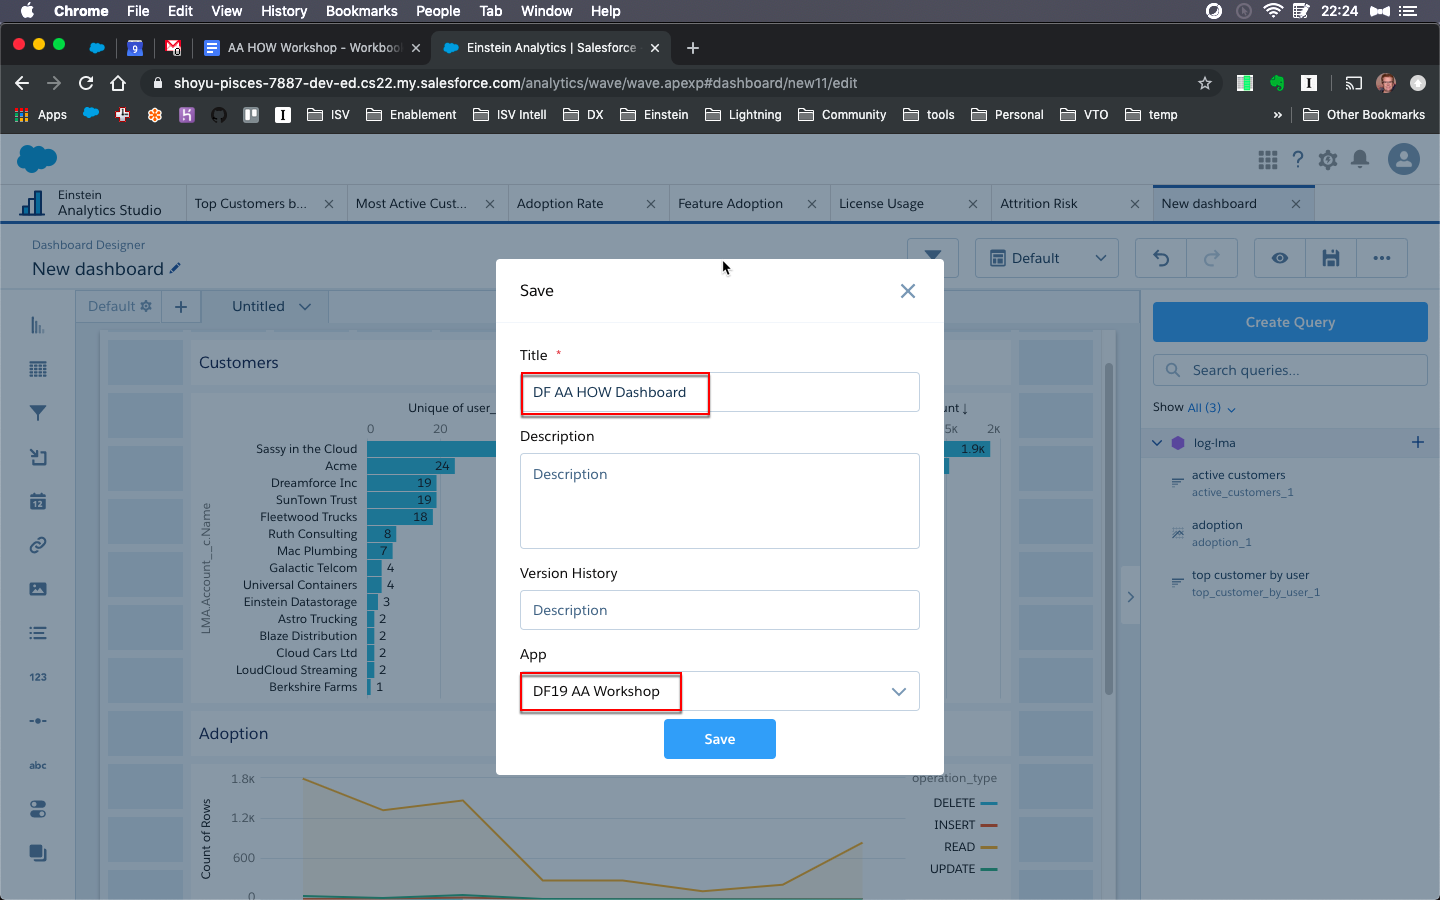 Chrome File Edit View History Bookmarks People Tab Window Help 22:24
9 0 AA HOW Workshop - Workboo Einstein Analytics | Salesforce
shoyu-pisces-7887-dev-ed.cs22.my.salesforce.com/analytics/wave/wave.apexp#dashboard/new11/edit
Apps ISV Enablement ISV Intell DX Einstein Lightning Community tools Personal VTO temp » Other Bookmarks
Einstein
Analytics Studio
Top Customers b... Most Active Cust... Adoption Rate Feature Adoption License Usage Attrition Risk New dashboard
Dashboard Designer
New dashboard
Default
Default Untitled
Create Query
Search queries...
Show All (3)
log-lma
active customers
active_customers_1
adoption
adoption_1
top customer by user
top_customer_by_user_1
12
123
abc
Customers
Unique of user_
0 20
Sassy in the Cloud
Acme 24
Dreamforce Inc 19
SunTown Trust 19
Fleetwood Trucks 18
Ruth Consulting 8
Mac Plumbing 7
Galactic Telcom 4
Universal Containers 4
Einstein Datastorage 3
Astro Trucking 2
Blaze Distribution 2
Cloud Cars Ltd 2
LoudCloud Streaming 2
Berkshire Farms 1
LMA.Account__c.Name
unt ↓
5K 2K
1.9K
Save
Title *
DF AA HOW Dashboard
Description
Description
Version History
Description
App
DF19 AA Workshop
Save
Adoption
Count of Rows
1.8K
1.2K
600
0
operation_type
DELETE
INSERT
READ
UPDATE